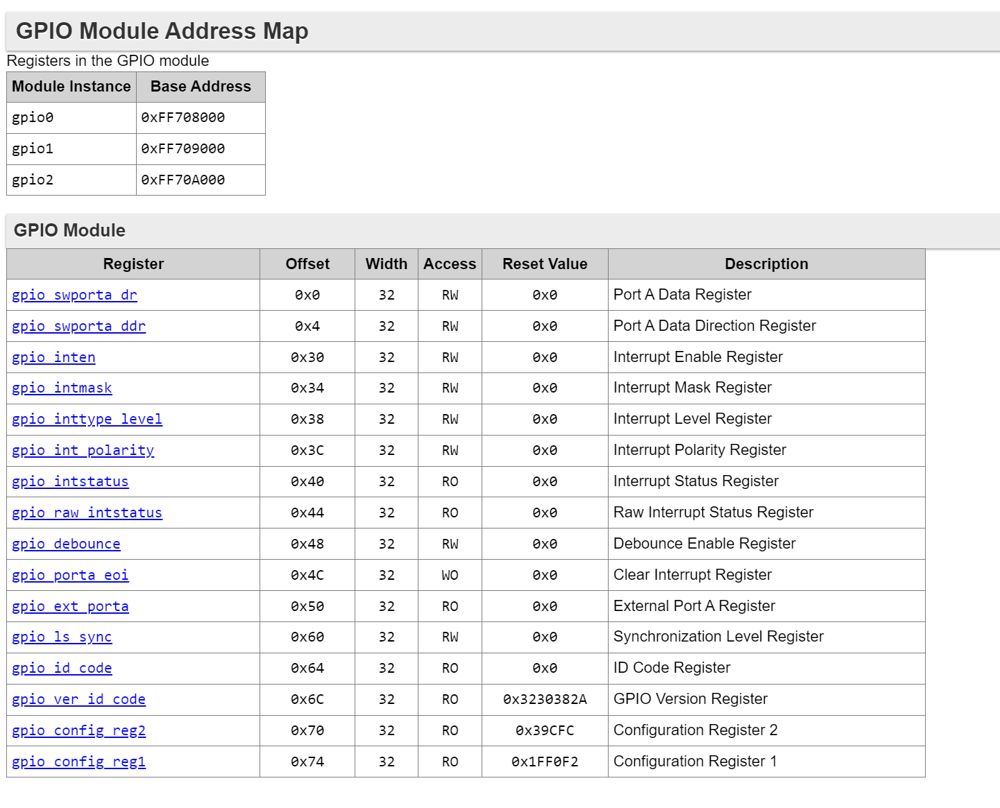 GPIO Module Address Map
Registers in the GPIO module
Module Instance Base Address
gpio0 0xFF708000
gpio1 0xFF709000
gpio2 0xFF70A000
GPIO Module
Register Offset Width Access Reset Value Description
gpio_swporta_dr 0x0 32 RW 0x0 Port A Data Register
gpio_swporta_ddr 0x4 32 RW 0x0 Port A Data Direction Register
gpio_inten 0x30 32 RW 0x0 Interrupt Enable Register
gpio_intmask 0x34 32 RW 0x0 Interrupt Mask Register
gpio_inttype_level 0x38 32 RW 0x0 Interrupt Level Register
gpio_int_polarity 0x3C 32 RW 0x0 Interrupt Polarity Register
gpio_intstatus 0x40 32 RO 0x0 Interrupt Status Register
gpio_raw_intstatus 0x44 32 RO 0x0 Raw Interrupt Status Register
gpio_debounce 0x48 32 RW 0x0 Debounce Enable Register
gpio_porta_eoi 0x4C 32 WO 0x0 Clear Interrupt Register
gpio_ext_porta 0x50 32 RO 0x0 External Port A Register
gpio_ls_sync 0x60 32 RW 0x0 Synchronization Level Register
gpio_id_code 0x64 32 RO 0x0 ID Code Register
gpio_ver_id_code 0x6C 32 RO 0x3230382A GPIO Version Register
gpio_config_reg2 0x70 32 RO 0x39CFC Configuration Register 2
gpio_config_reg1 0x74 32 RO 0x1FF0F2 Configuration Register 1